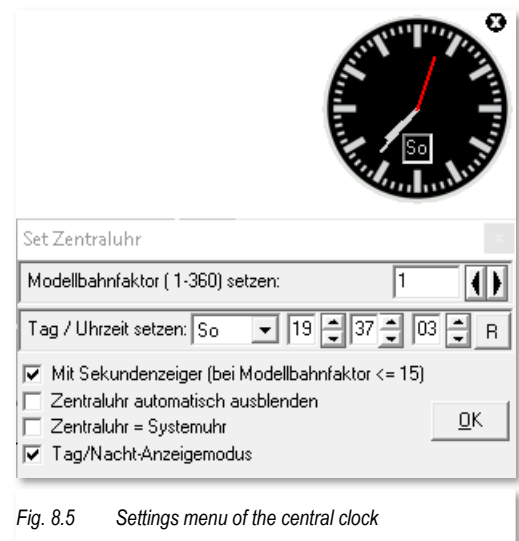 So
Set Zentraluhr
Modellbahnfaktor ( 1-360) setzen: 1
Tag / Uhrzeit setzen: So 19 37 03 R
Mit Sekundenzeiger (bei Modellbahnfaktor <= 15)
Zentraluhr automatisch ausblenden
Zentraluhr = Systemuhr
OK
Tag/Nacht-Anzeigemodus
Fig. 8.5 Settings menu of the central clock